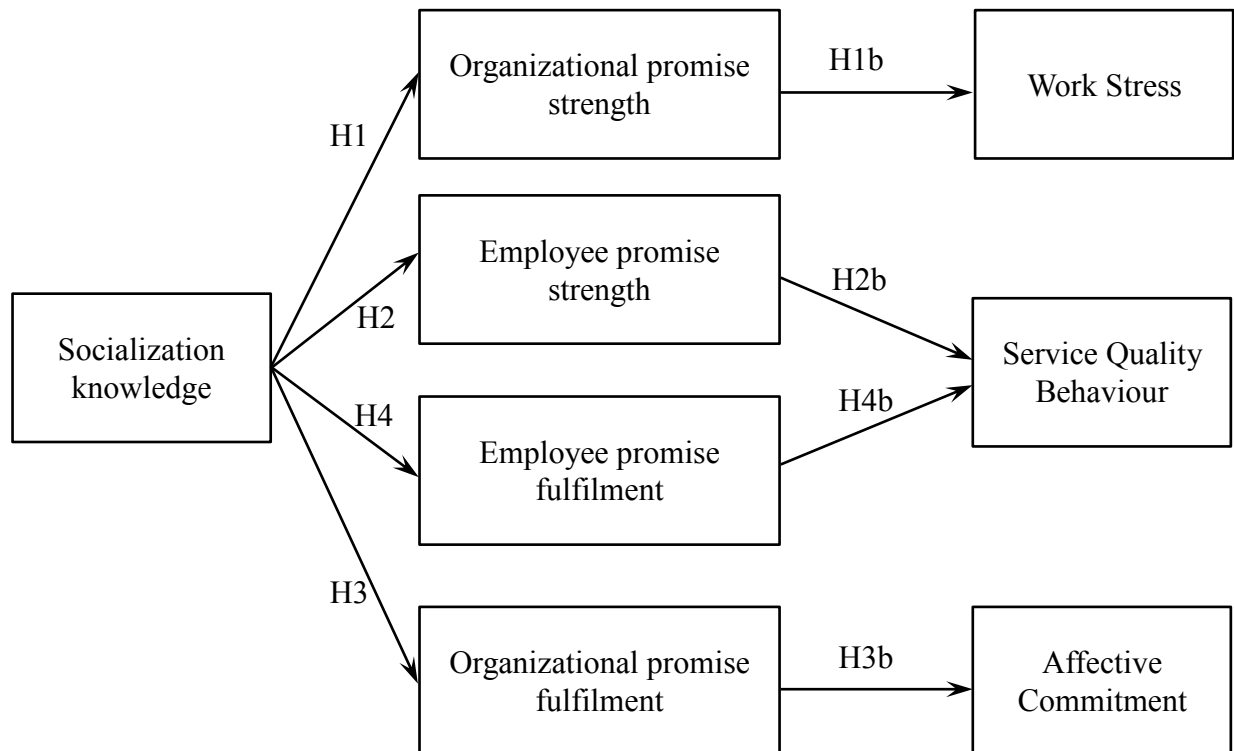 Organizational promise
strength
H1b
Work Stress
H1
Employee promise
strength
H2b
H2
Socialization
knowledge
Service Quality
Behaviour
H4
H4b
Employee promise
fulfilment
H3
Organizational promise
fulfilment
H3b
Affective
Commitment